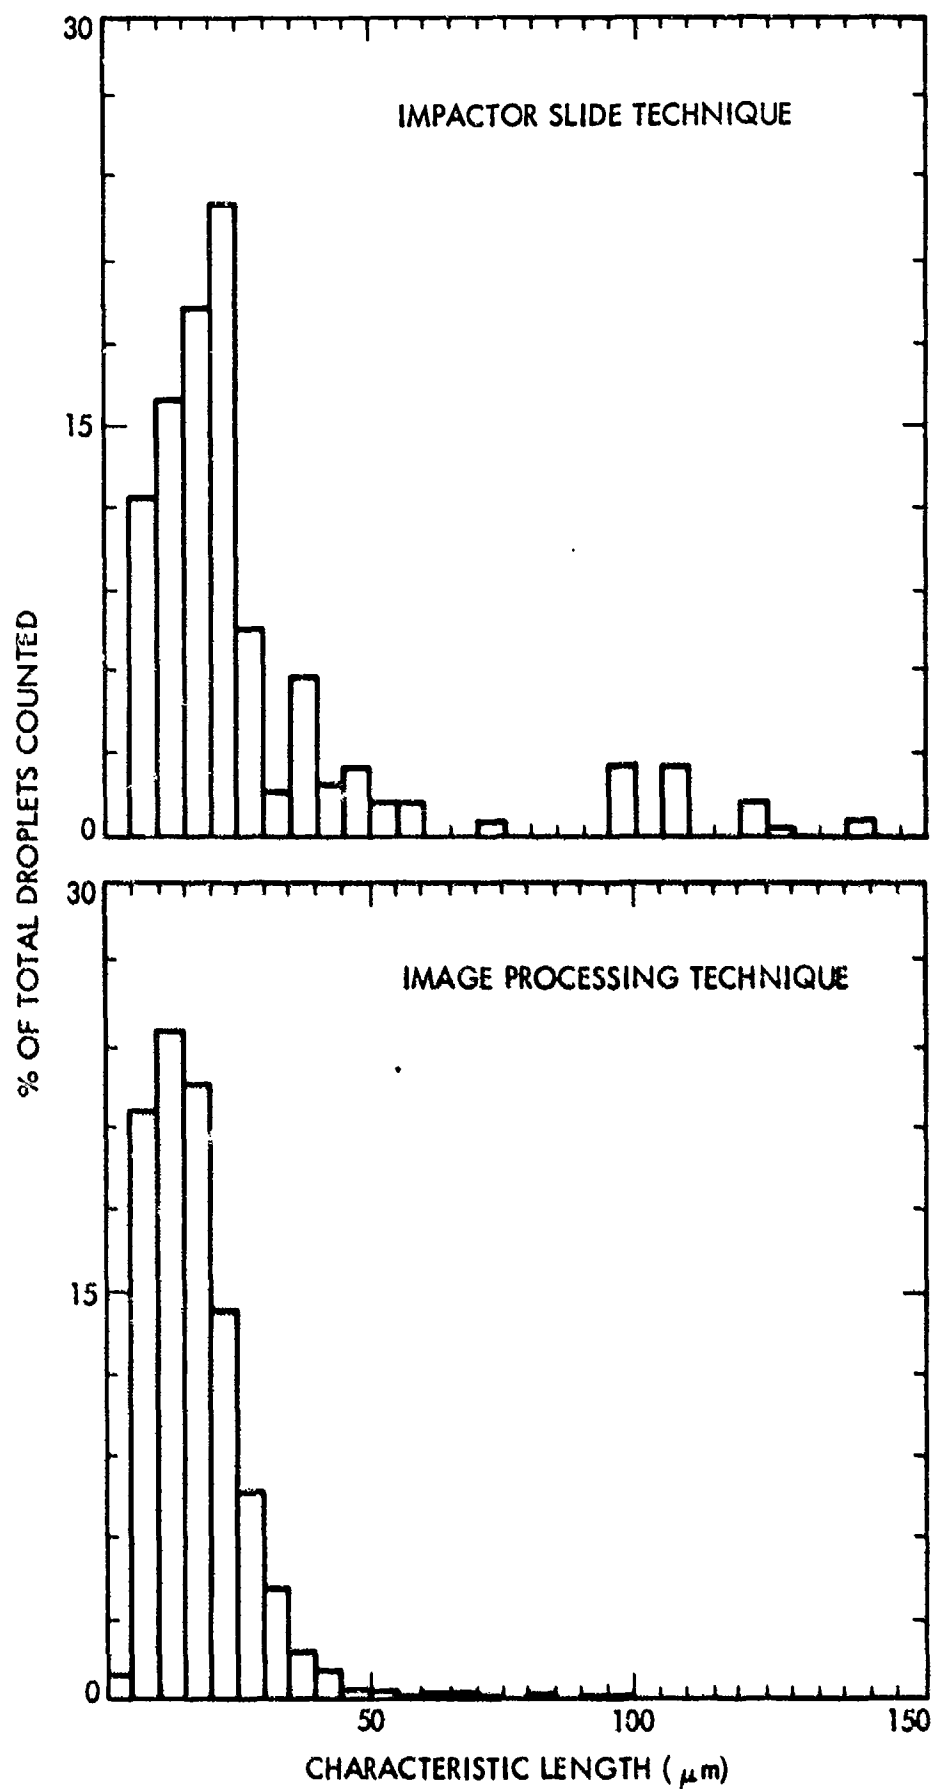 30
IMPACTOR SLIDE TECHNIQUE
15
0
% OF TOTAL DROPLETS COUNTED
30
IMAGE PROCESSING TECHNIQUE
15
0
50 100 150
CHARACTERISTIC LENGTH ( μm)